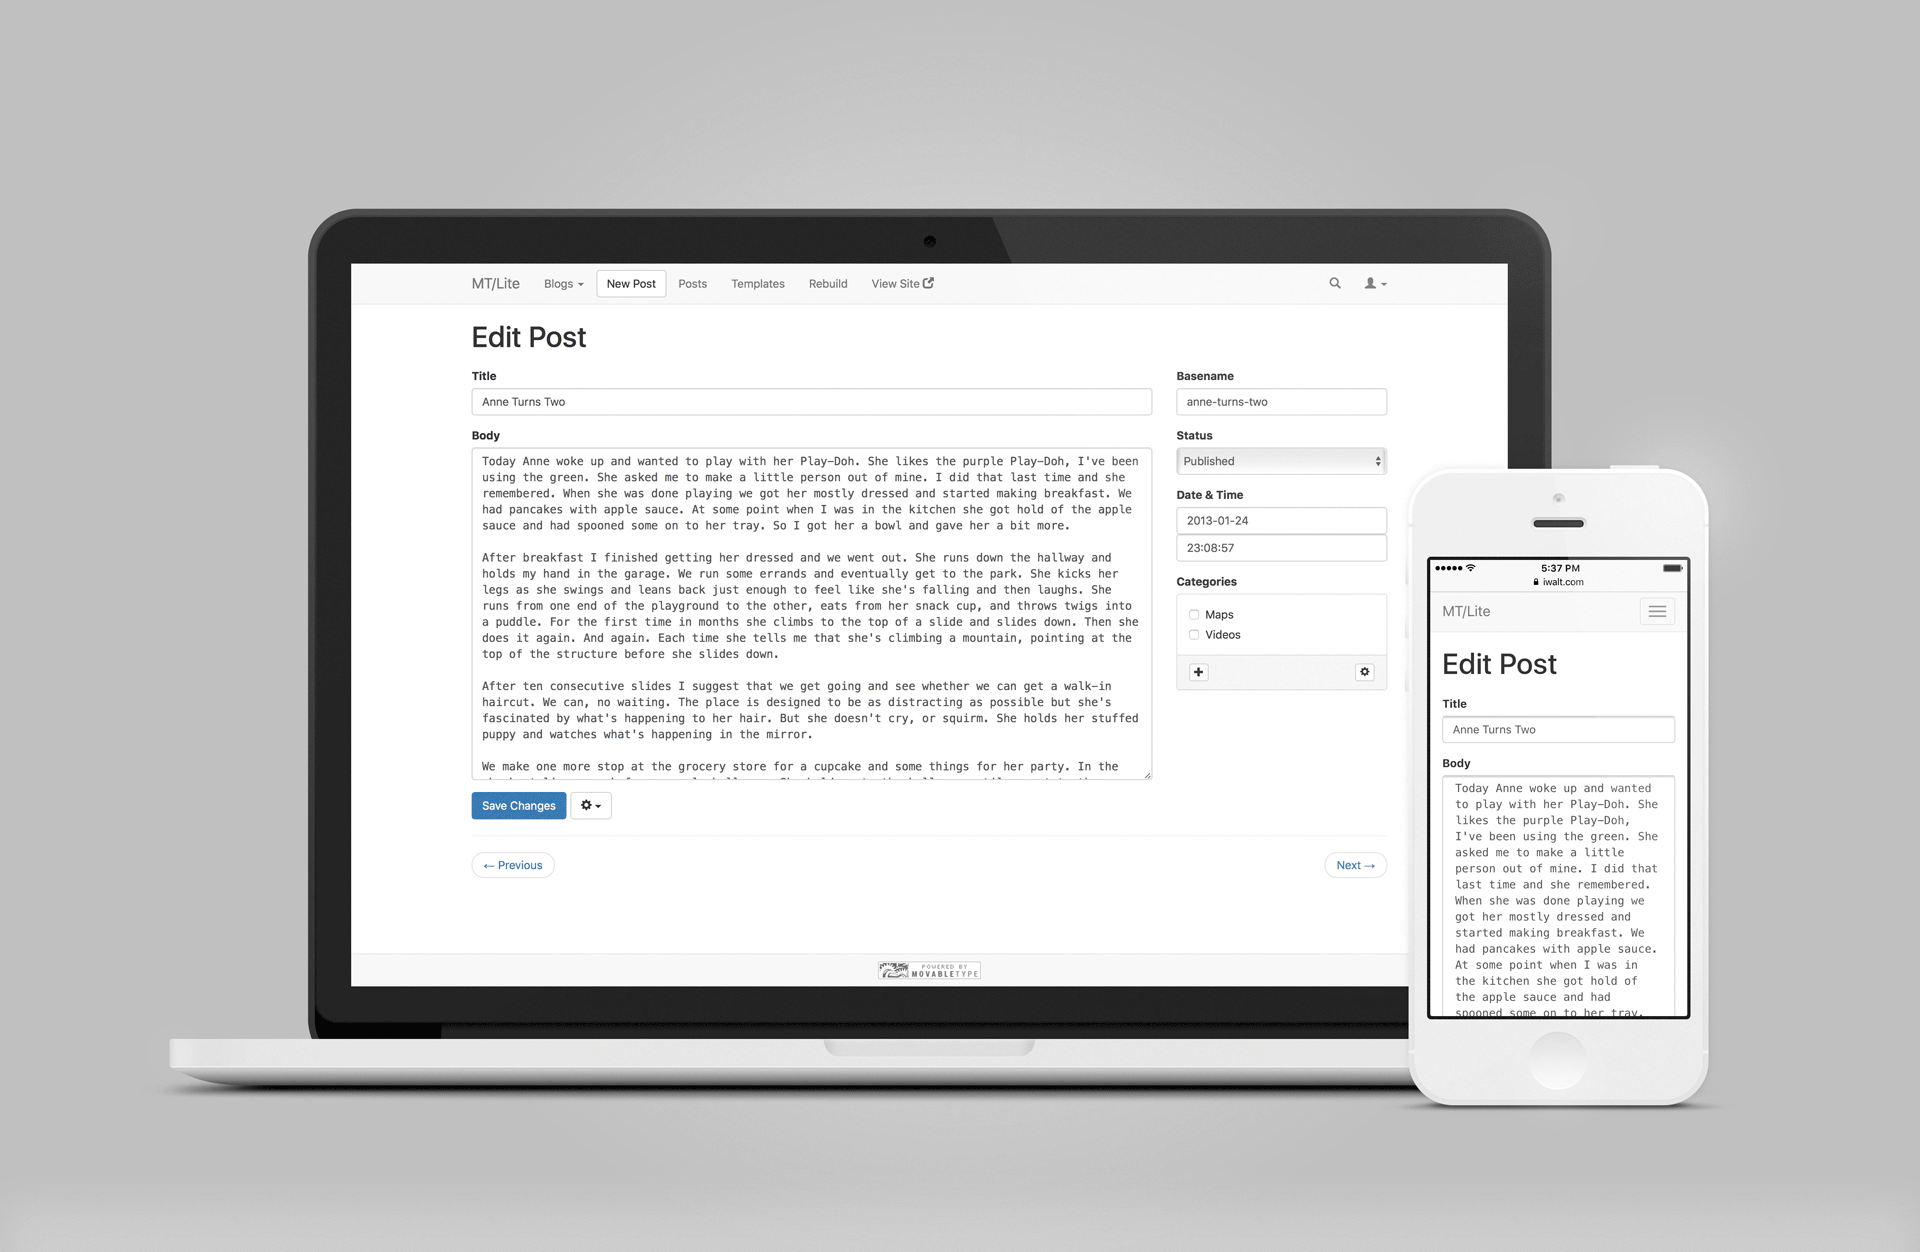 MT/Lite Blogs New Post Posts Templates Rebuild View Site
Edit Post
Title
Anne Turns Two
Body
Today Anne woke up and wanted to play with her Play-Doh. She likes the purple Play-Doh, I've been
using the green. She asked me to make a little person out of mine. I did that last time and she
remembered. When she was done playing we got her mostly dressed and started making breakfast. We
had pancakes with apple sauce. At some point when I was in the kitchen she got hold of the apple
sauce and had spooned some on to her tray. So I got her a bowl and gave her a bit more.
After breakfast I finished getting her dressed and we went out. She runs down the hallway and
holds my hand in the garage. We run some errands and eventually get to the park. She kicks her
legs as she swings and leans back just enough to feel like she's falling and then laughs. She
runs from one end of the playground to the other, eats from her snack cup, and throws twigs into
a puddle. For the first time in months she climbs to the top of a slide and slides down. Then she
does it again. And again. Each time she tells me that she's climbing a mountain, pointing at the
top of the structure before she slides down.
After ten consecutive slides I suggest that we get going and see whether we can get a walk-in
haircut. We can, no waiting. The place is designed to be as distracting as possible but she's
fascinated by what's happening to her hair. But she doesn't cry, or squirm. She holds her stuffed
puppy and watches what's happening in the mirror.
We make one more stop at the grocery store for a cupcake and some things for her party. In the
Save Changes
← Previous
Next →
Basename
anne-turns-two
Status
Published
Date & Time
2013-01-24
23:08:57
Categories
Maps
Videos
POWERED BY
MOVABLETYPE
5:37 PM
iwalt.com
MT/Lite
Edit Post
Title
Anne Turns Two
Body
Today Anne woke up and wanted
to play with her Play-Doh. She
likes the purple Play-Doh,
I've been using the green. She
asked me to make a little
person out of mine. I did that
last time and she remembered.
When she was done playing we
got her mostly dressed and
started making breakfast. We
had pancakes with apple sauce.
At some point when I was in
the kitchen she got hold of
the apple sauce and had
spooned some on to her tray.